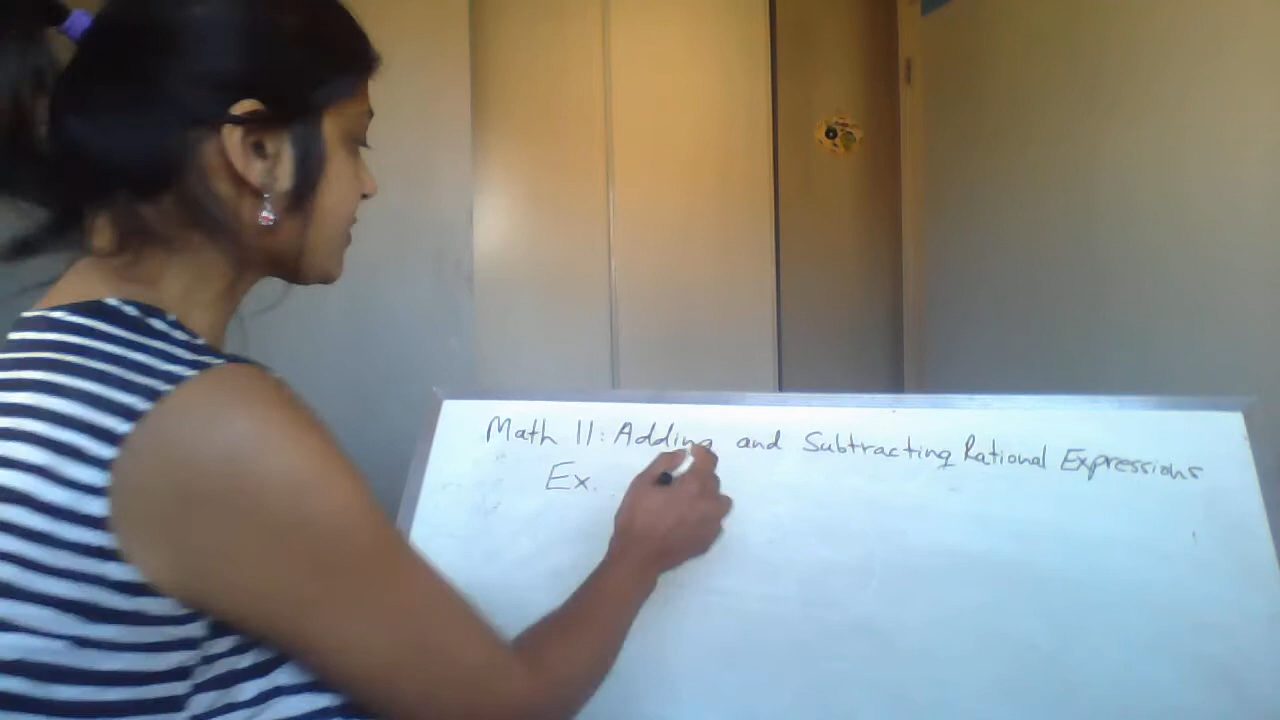 Math 11: Adding and Subtracting Rational Expressions
Ex.